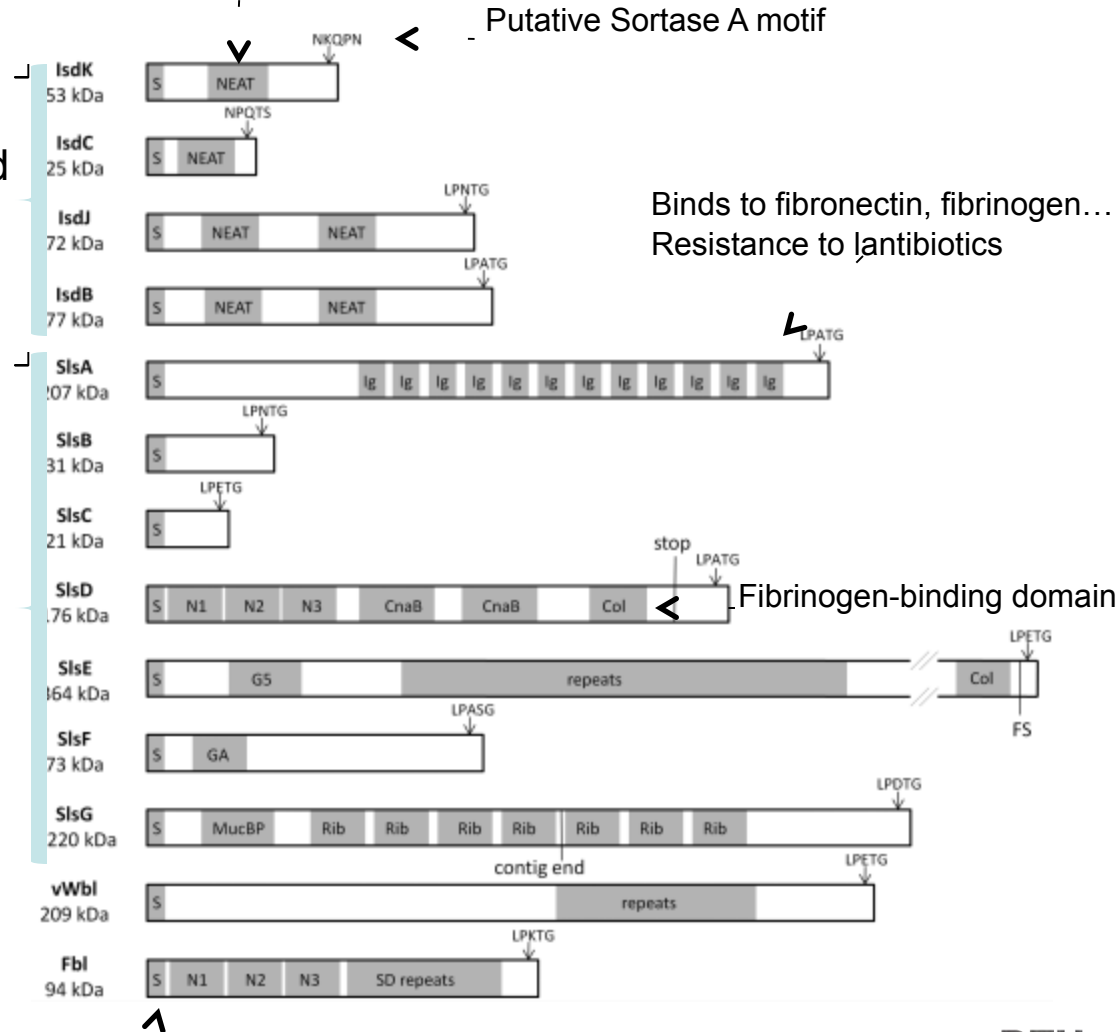 Putative Sortase A motif
NKQPN
IsdK
53 kDa
S NEAT
NPQTS
IsdC
25 kDa
S NEAT
d
LPNTG
IsdJ
72 kDa
S NEAT NEAT
Binds to fibronectin, fibrinogen…
Resistance to lantibiotics
LPATG
IsdB
77 kDa
S NEAT NEAT
LPATG
SlsA
207 kDa
S Ig Ig Ig Ig Ig Ig Ig Ig Ig Ig Ig Ig
LPNTG
SlsB
31 kDa
S
LPETG
SlsC
21 kDa
S
stop
LPATG
SlsD
176 kDa
S N1 N2 N3 CnaB CnaB Col
Fibrinogen-binding domain
LPETG
SlsE
364 kDa
S G5 repeats Col
FS
LPASG
SlsF
73 kDa
S GA
LPDTG
SlsG
220 kDa
S MucBP Rib Rib Rib Rib Rib Rib Rib
contig end
LPETG
vWbl
209 kDa
S repeats
LPKTG
Fbl
94 kDa
S N1 N2 N3 SD repeats